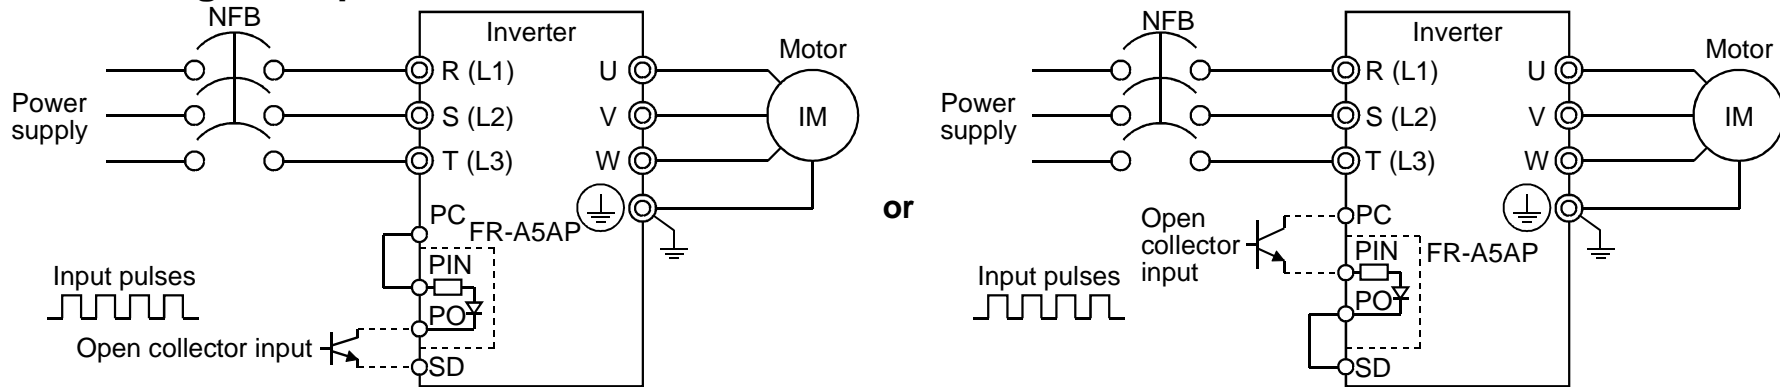 NFB
Inverter
Motor
R (L1)
U
Power
supply
S (L2)
V
IM
T (L3)
W
PC
FR-A5AP
PIN
Input pulses
PO
Open collector input
SD
or
NFB
Inverter
Motor
R (L1)
U
Power
supply
S (L2)
V
IM
T (L3)
W
Open
collector
input
PC
PIN
FR-A5AP
Input pulses
PO
SD